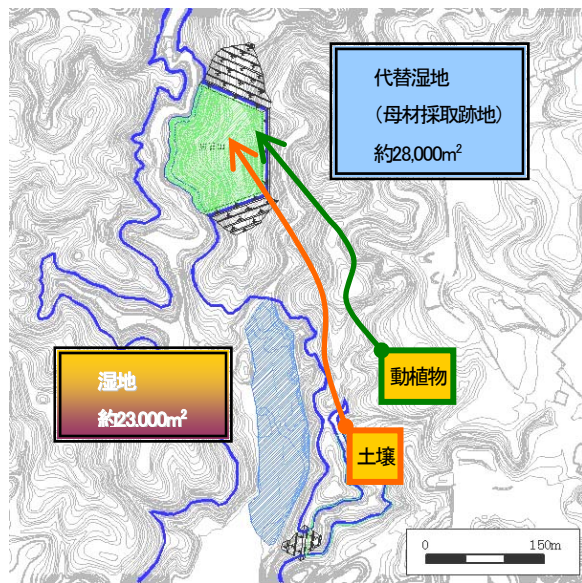 代替湿地
（母材採取跡地）
約28,000m²
湿地
約23.000m²
動植物
土壌
0 150m